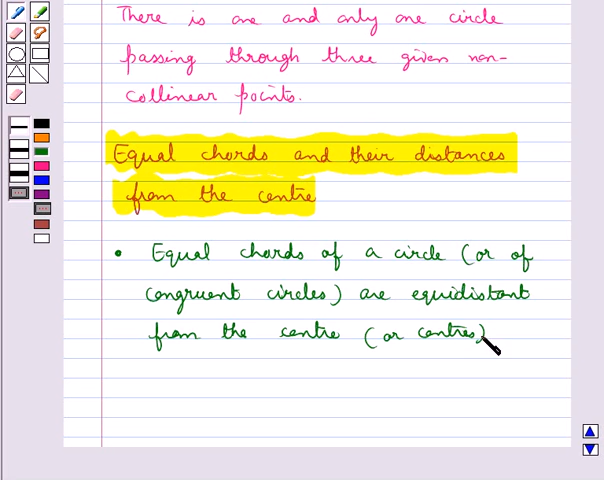 There is one and only one circle
passing through three given non-
collinear points.
Equal chords and their distances
from the centre
• Equal chords of a circle (or of
congruent circles) are equidistant
from the centre (or centres)